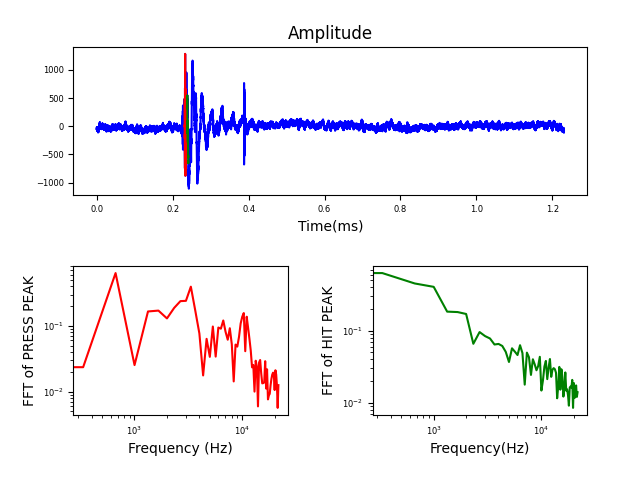 Amplitude
1000
500
0
−500
−1000
0.0 0.2 0.4 0.6 0.8 1.0 1.2
Time(ms)
FFT of PRESS PEAK
10⁻¹
10⁻²
10³ 10⁴
Frequency (Hz)
FFT of HIT PEAK
10⁻¹
10⁻²
10³ 10⁴
Frequency(Hz)